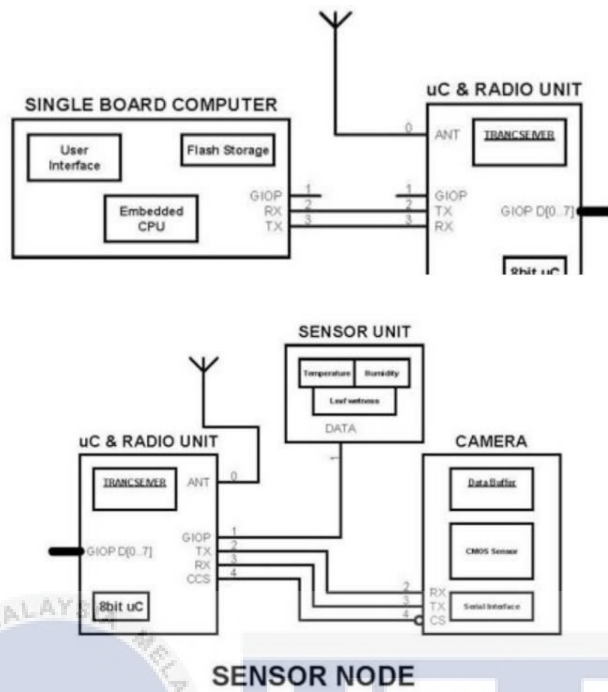 SINGLE BOARD COMPUTER
User Interface
Flash Storage
Embedded CPU
GIOP 1
RX 2
TX 3
uC & RADIO UNIT
TRANCSEIVER
0 ANT
1 GIOP
2 TX
3 RX
GIOP D[0..7]
8bit uC
SENSOR UNIT
Temperature Humidity
Leaf wetness
DATA
1
uC & RADIO UNIT
TRANCSEIVER
ANT 0
GIOP 1
TX 2
RX 3
CCS 4
GIOP D[0..7]
8bit uC
CAMERA
Data Buffer
CMOS Sensor
Serial Interface
2 RX
3 TX
4 CS
ALAYSIA
MELA
SENSOR NODE